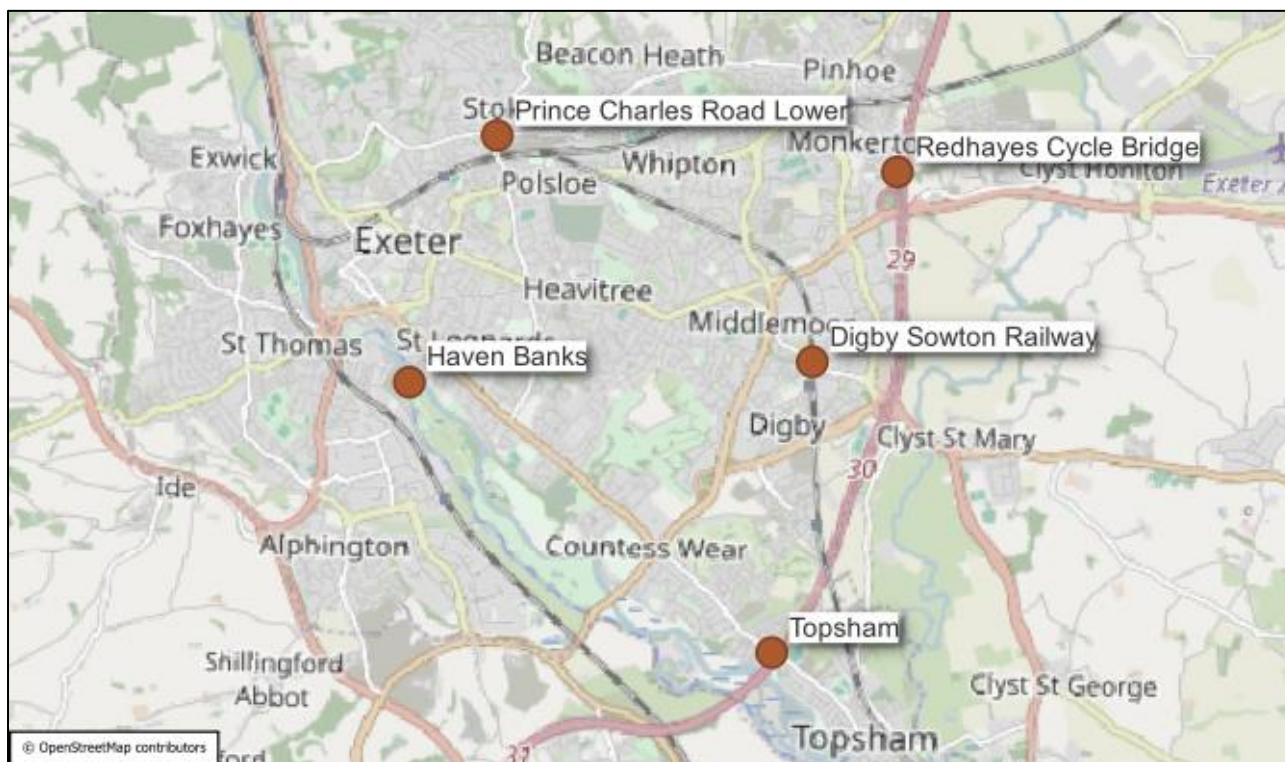 Beacon Heath
Pinhoe
Prince Charles Road Lower
Redhayes Cycle Bridge
Exwick
Whipton
Clyst Honiton
Polsloe
Exeter
Foxhayes
Exeter
29
Heavitree
St Thomas
Digby Sowton Railway
Haven Banks
Digby
Clyst St Mary
30
Ide
Alphington
Countess Wear
Topsham
Shillingford
Abbot
Clyst St George
Topsham
31
© OpenStreetMap contributors